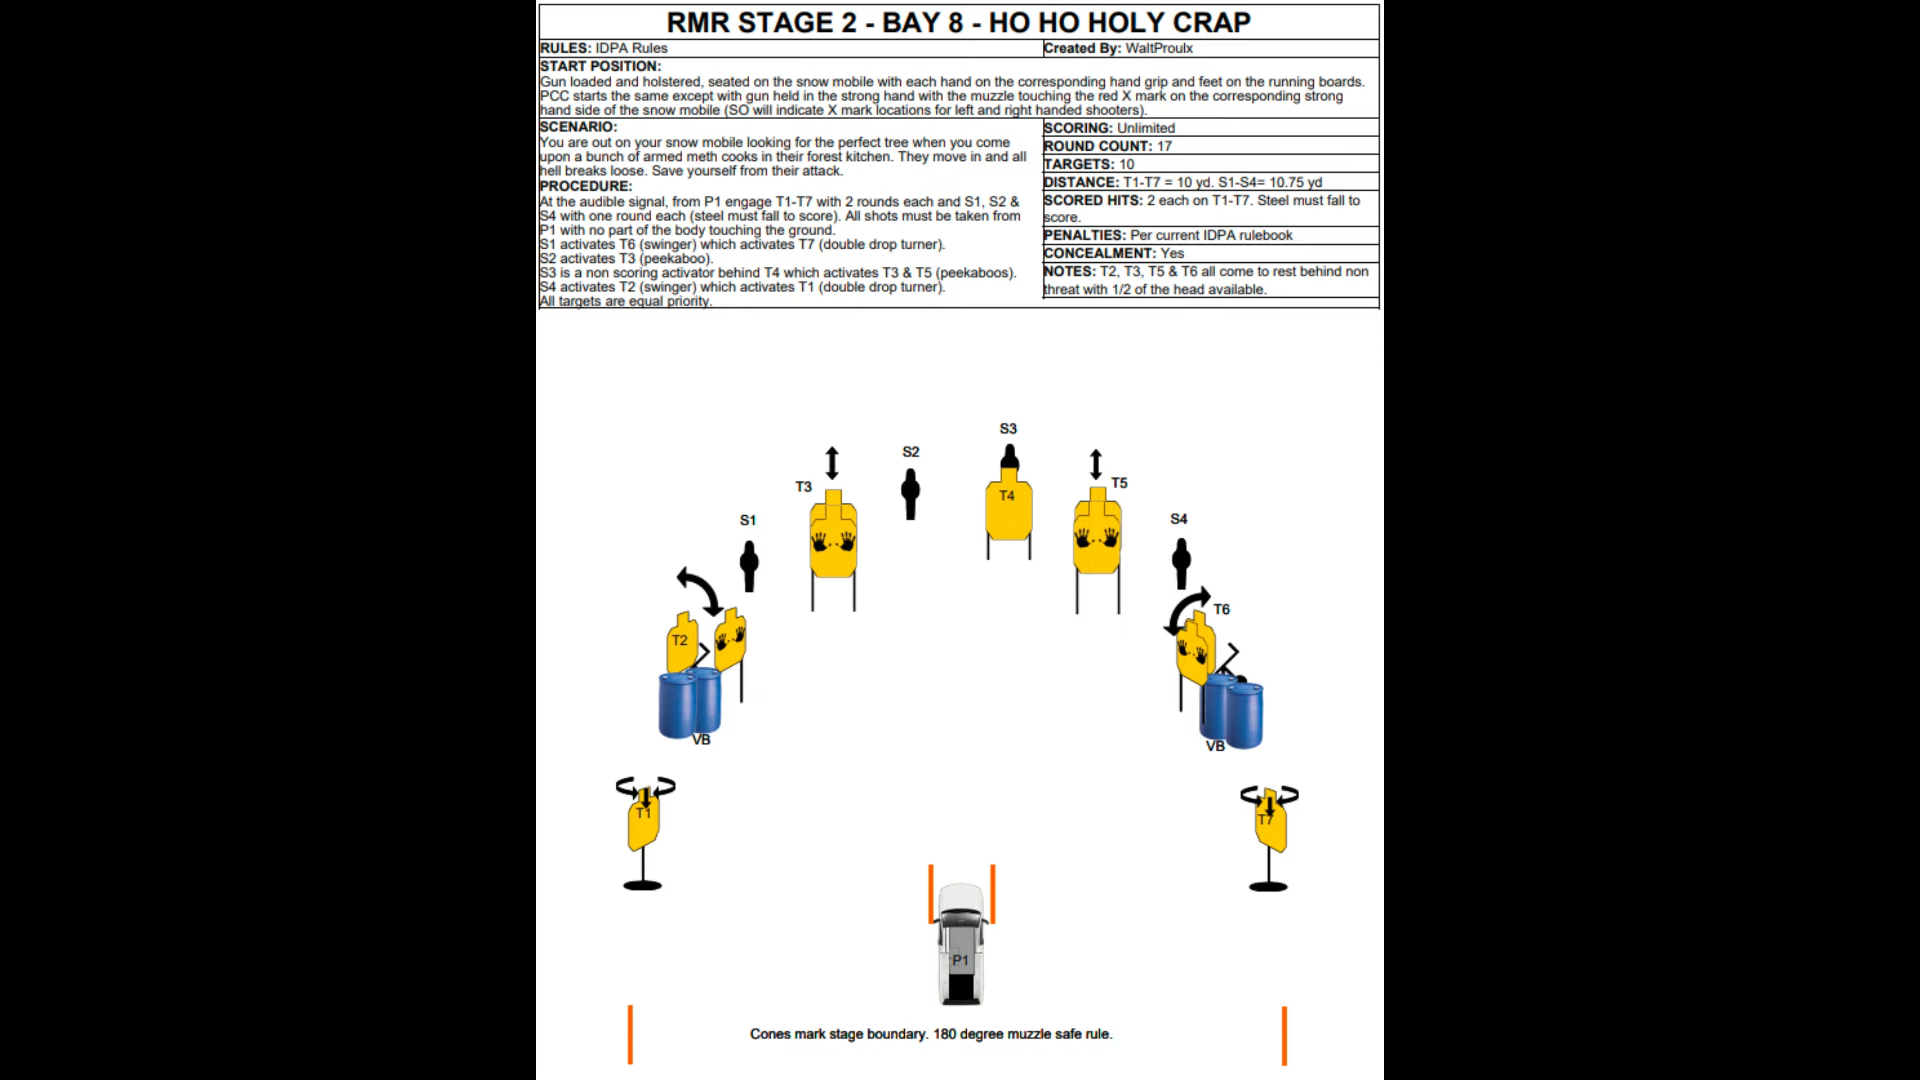 RMR STAGE 2 - BAY 8 - HO HO HOLY CRAP
RULES: IDPA Rules
Created By: WaltProulx
START POSITION:
Gun loaded and holstered, seated on the snow mobile with each hand on the corresponding hand grip and feet on the running boards.
PCC starts the same except with gun held in the strong hand with the muzzle touching the red X mark on the corresponding strong
hand side of the snow mobile (SO will indicate X mark locations for left and right handed shooters).
SCENARIO:
You are out on your snow mobile looking for the perfect tree when you come
upon a bunch of armed meth cooks in their forest kitchen. They move in and all
hell breaks loose. Save yourself from their attack.
PROCEDURE:
At the audible signal, from P1 engage T1-T7 with 2 rounds each and S1, S2 &
S4 with one round each (steel must fall to score). All shots must be taken from
P1 with no part of the body touching the ground.
S1 activates T6 (swinger) which activates T7 (double drop turner).
S2 activates T3 (peekaboo).
S3 is a non scoring activator behind T4 which activates T3 & T5 (peekaboos).
S4 activates T2 (swinger) which activates T1 (double drop turner).
All targets are equal priority.
SCORING: Unlimited
ROUND COUNT: 17
TARGETS: 10
DISTANCE: T1-T7 = 10 yd. S1-S4= 10.75 yd
SCORED HITS: 2 each on T1-T7. Steel must fall to
score.
PENALTIES: Per current IDPA rulebook
CONCEALMENT: Yes
NOTES: T2, T3, T5 & T6 all come to rest behind non
threat with 1/2 of the head available.
S3
S2
T3
T5
T4
S1
S4
T6
T2
VB
VB
T1
T7
P1
Cones mark stage boundary. 180 degree muzzle safe rule.